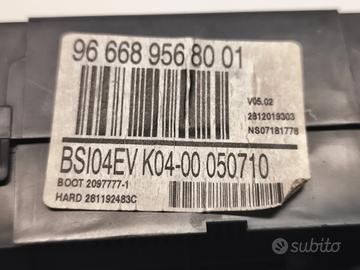 96 668 956 80 01
V05.02
2812019303
NS07181778
BSI04EV K04-00 050710
BOOT 2097777-1
HARD 281192483C
subito